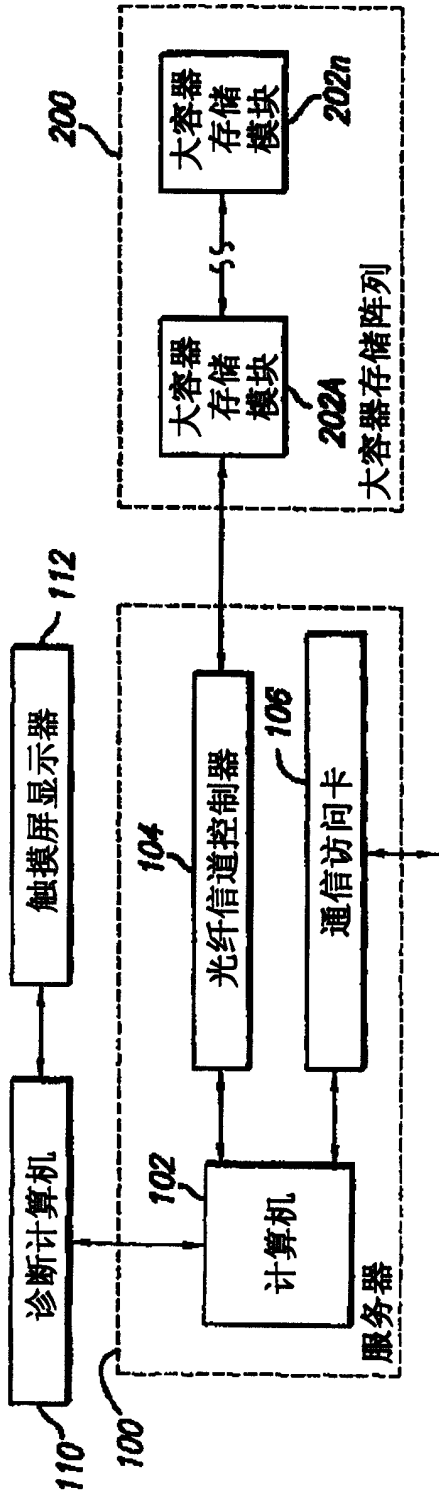 110
诊断计算机
触摸屏显示器
112
100
102
计算机
104
光纤信道控制器
106
通信访问卡
服务器
200
大容器
存储
模块
202A
大容器
存储
模块
202n
大容器存储阵列